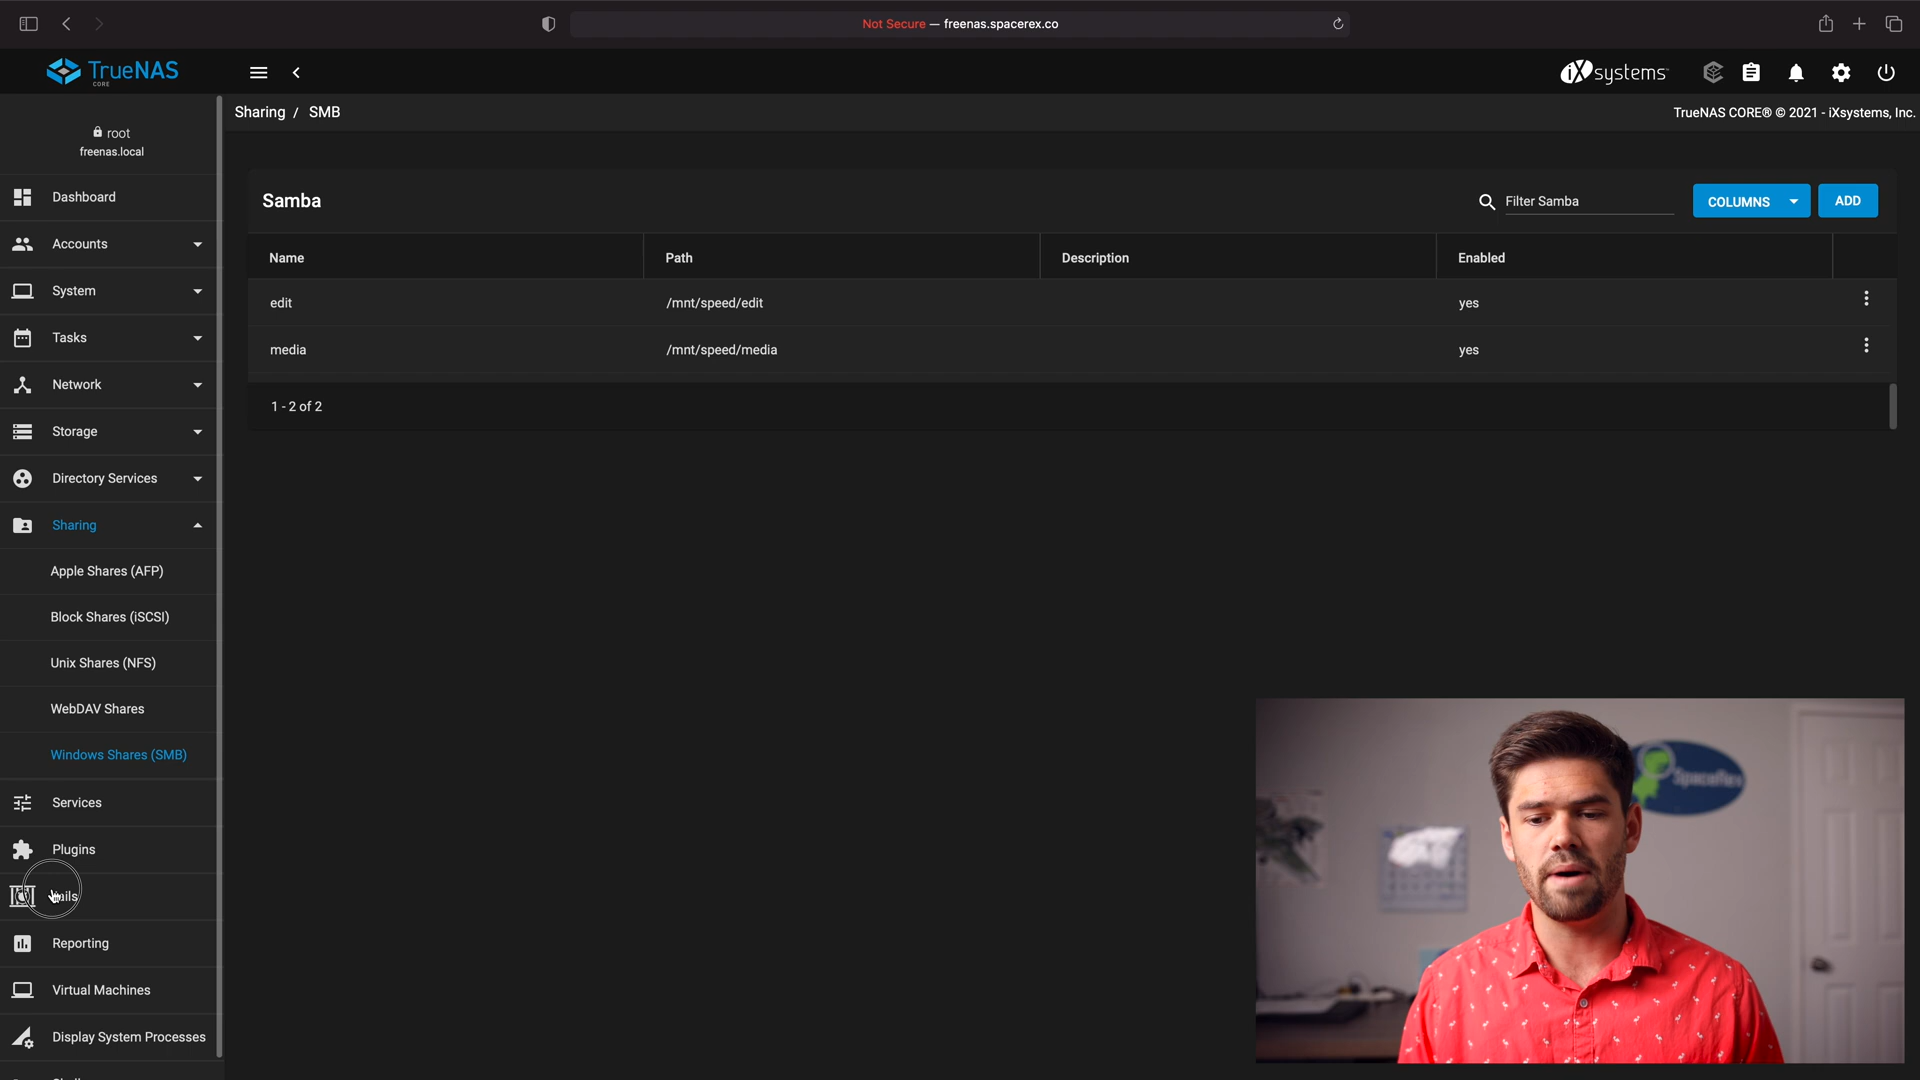 Not Secure — freenas.spacerex.co
TrueNAS
CORE
iXsystems
root
freenas.local
Sharing / SMB
TrueNAS CORE® © 2021 - iXsystems, Inc.
Samba
Filter Samba
COLUMNS
ADD
Name
Path
Description
Enabled
edit
/mnt/speed/edit
yes
media
/mnt/speed/media
yes
1 - 2 of 2
Dashboard
Accounts
System
Tasks
Network
Storage
Directory Services
Sharing
Apple Shares (AFP)
Block Shares (iSCSI)
Unix Shares (NFS)
WebDAV Shares
Windows Shares (SMB)
Services
Plugins
Reporting
Virtual Machines
Display System Processes
SpaceRex